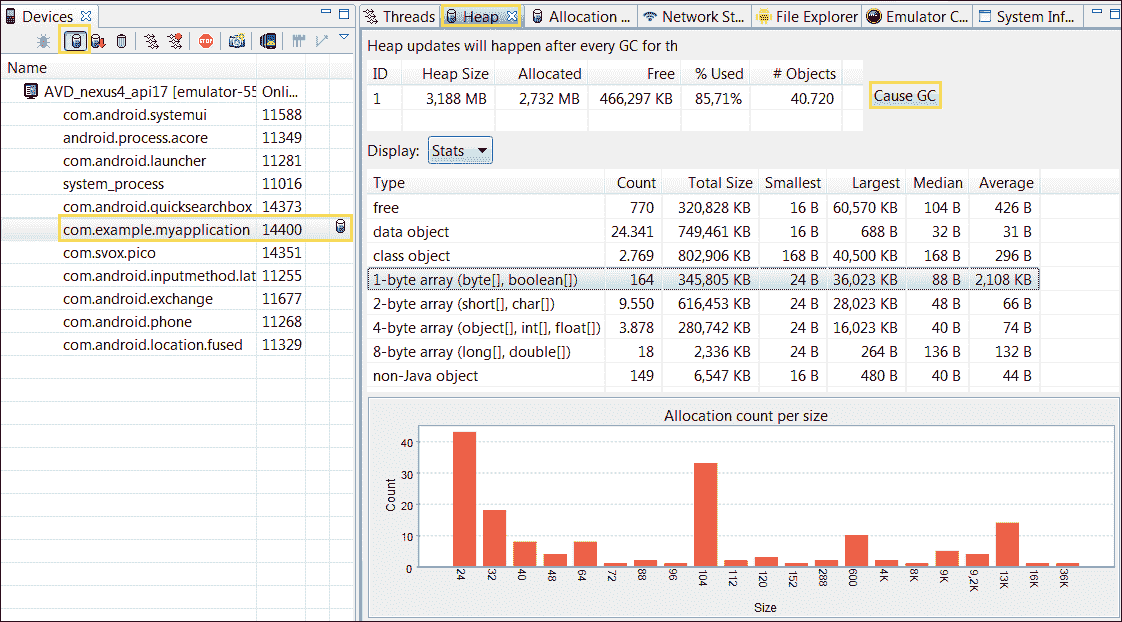 Devices
Name
AVD_nexus4_api17 [emulator-55 Onli...
com.android.systemui 11588
android.process.acore 11349
com.android.launcher 11281
system_process 11016
com.android.quicksearchbox 14373
com.example.myapplication 14400
com.svox.pico 14351
com.android.inputmethod.lat 11255
com.android.exchange 11677
com.android.phone 11268
com.android.location.fused 11329
Threads Heap Allocation ... Network St... File Explorer Emulator C... System Inf...
Heap updates will happen after every GC for th
ID Heap Size Allocated Free % Used # Objects
1 3,188 MB 2,732 MB 466,297 KB 85,71% 40.720
Cause GC
Display: Stats
Type Count Total Size Smallest Largest Median Average
free 770 320,828 KB 16 B 60,570 KB 104 B 426 B
data object 24.341 749,461 KB 16 B 688 B 32 B 31 B
class object 2.769 802,906 KB 168 B 40,500 KB 168 B 296 B
1-byte array (byte[], boolean[]) 164 345,805 KB 24 B 36,023 KB 88 B 2,108 KB
2-byte array (short[], char[]) 9.550 616,453 KB 24 B 28,023 KB 48 B 66 B
4-byte array (object[], int[], float[]) 3.878 280,742 KB 24 B 16,023 KB 40 B 74 B
8-byte array (long[], double[]) 18 2,336 KB 24 B 264 B 136 B 132 B
non-Java object 149 6,547 KB 16 B 480 B 40 B 44 B
Allocation count per size
Count
40
30
20
10
0
24 32 40 48 64 72 88 96 104 112 120 152 288 600 4K 8K 9K 9,2K 13K 16K 36K
Size
STOP